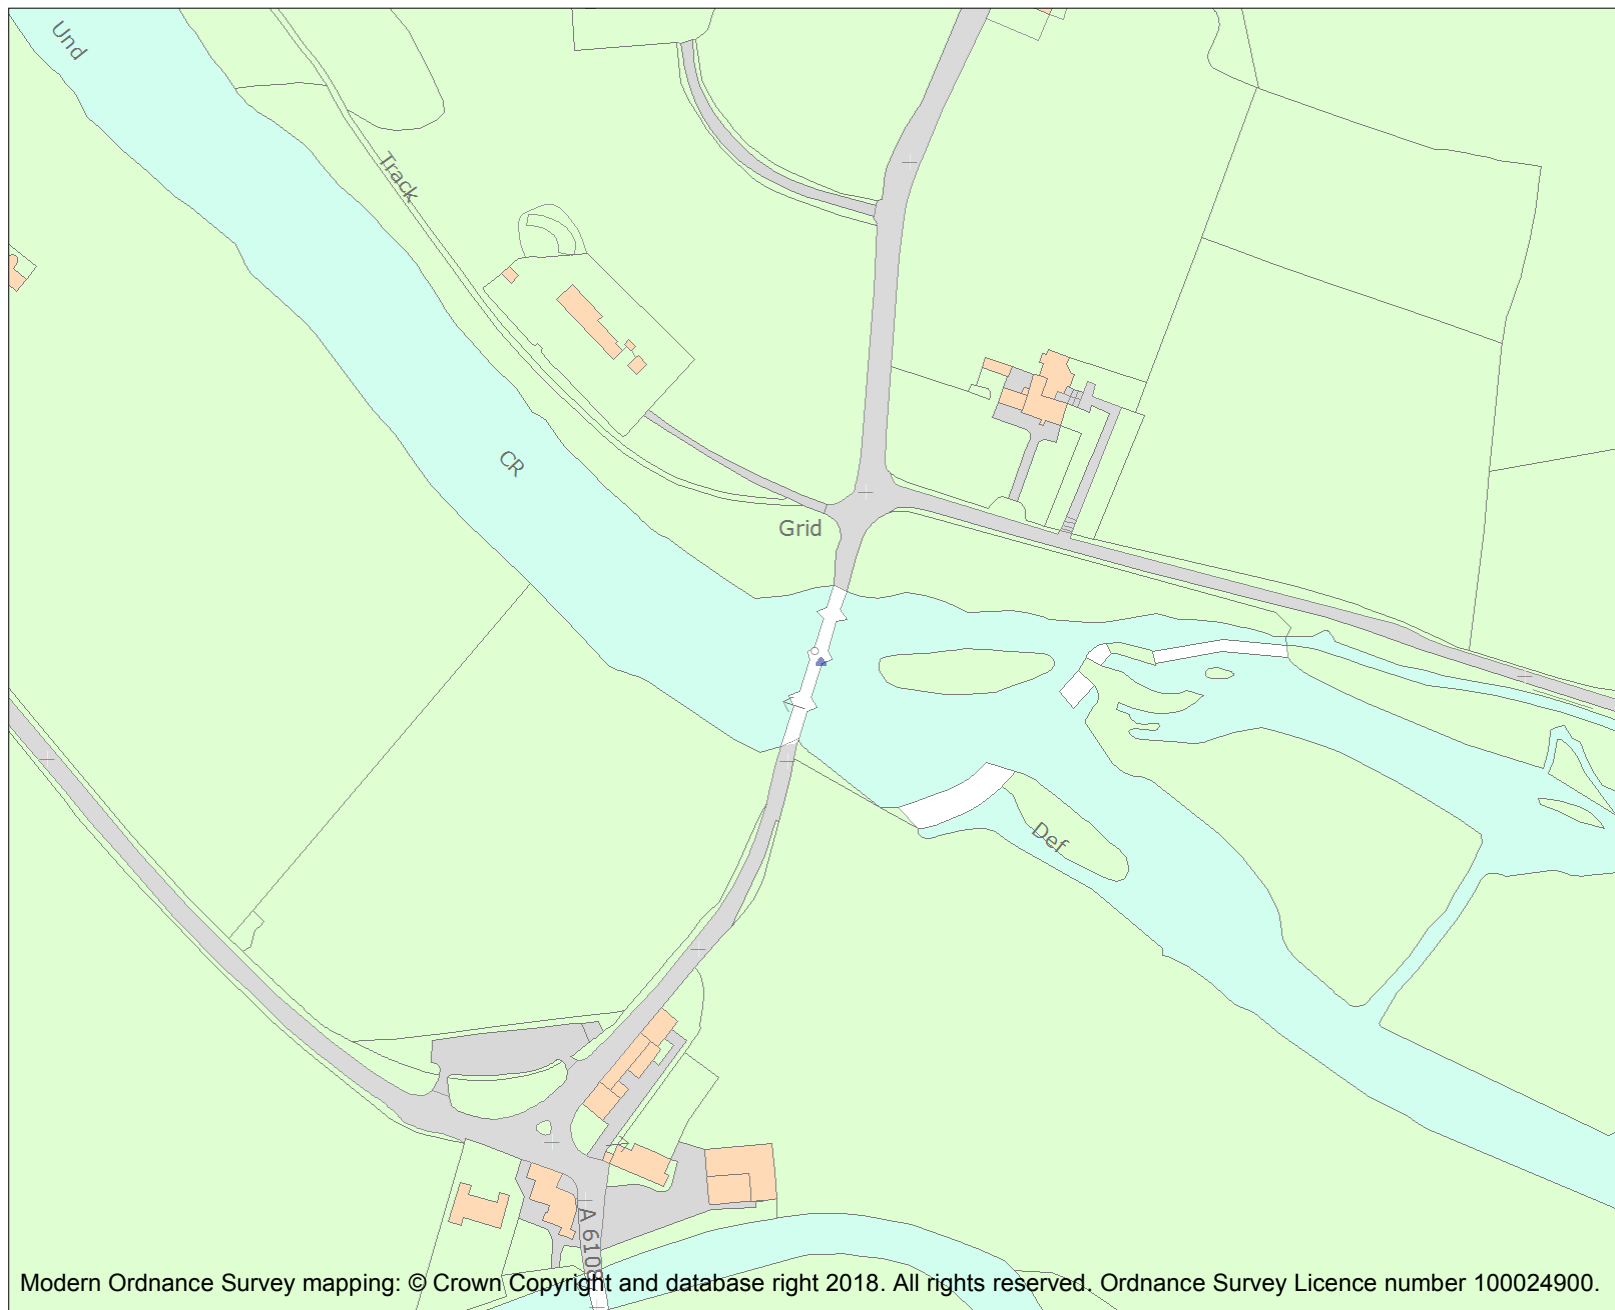 Und
Track
CR
Grid
Def
A 6108
Modern Ordnance Survey mapping: © Crown Copyright and database right 2018. All rights reserved. Ordnance Survey Licence number 100024900.